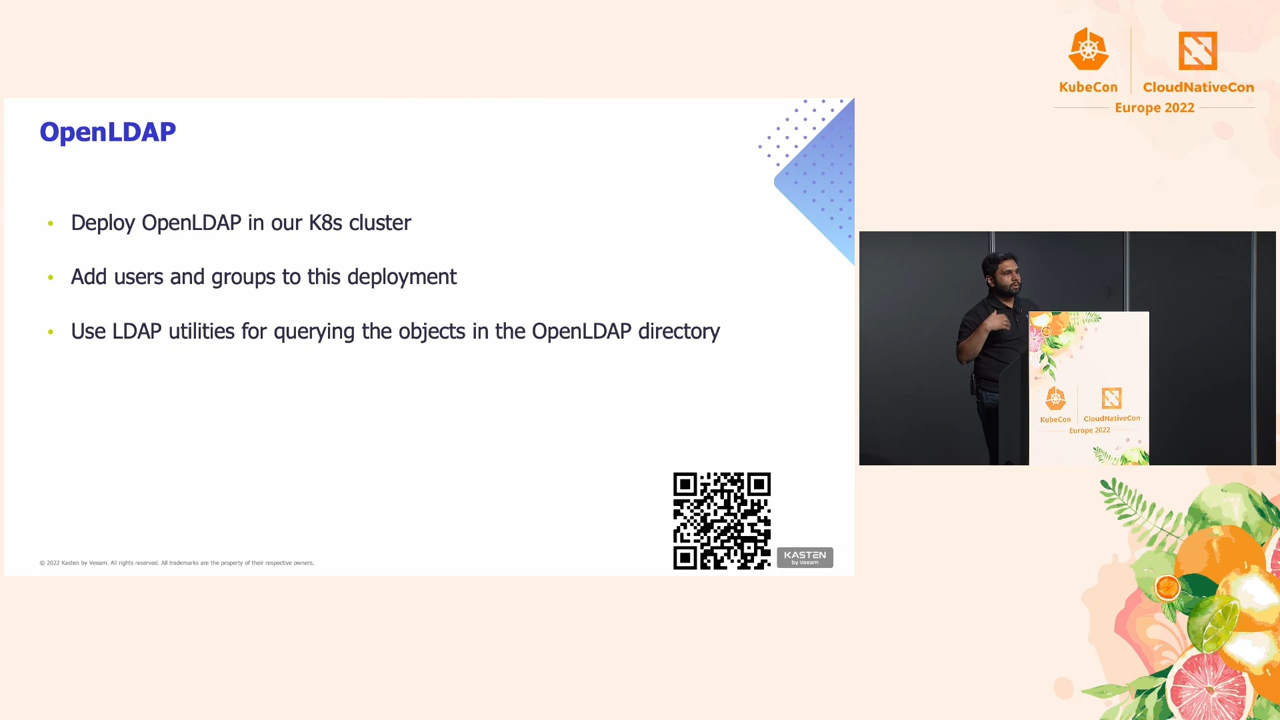 KubeCon
CloudNativeCon
Europe 2022
OpenLDAP
Deploy OpenLDAP in our K8s cluster
Add users and groups to this deployment
Use LDAP utilities for querying the objects in the OpenLDAP directory
© 2022 Kasten by Veeam. All rights reserved. All trademarks are the property of their respective owners.
KASTEN
by Veeam
KubeCon
CloudNativeCon
Europe 2022